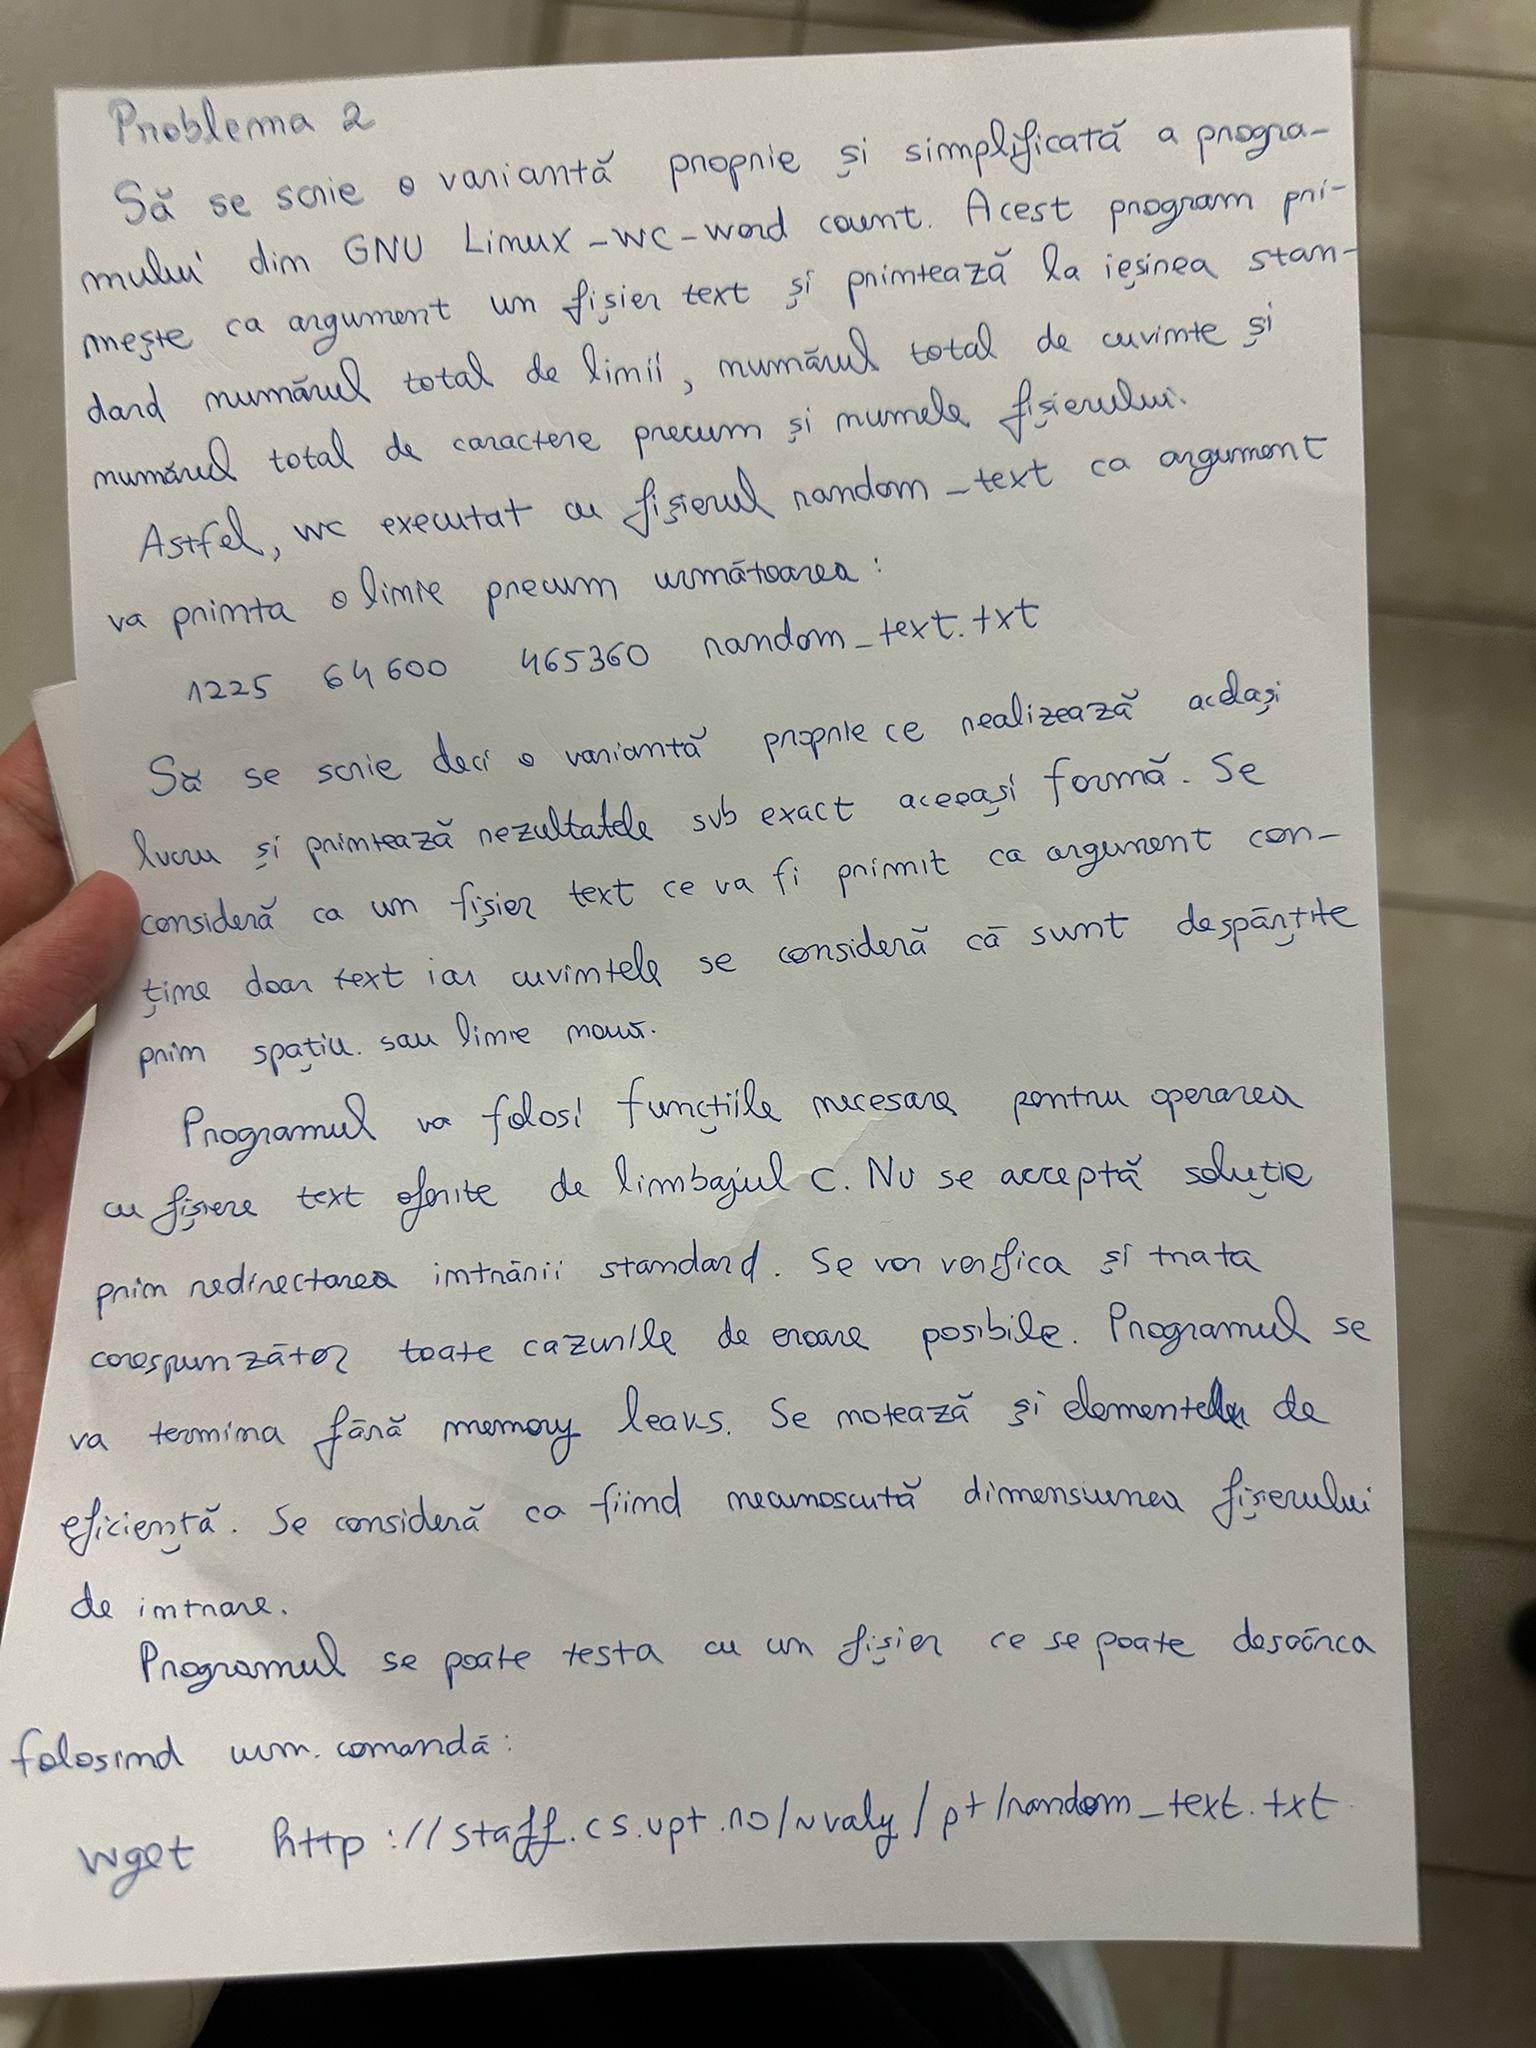 Problema 2
Să se scrie o variantă proprie și simplificată a progra-
mului din GNU Linux - wc - word count. Acest program pri-
mește ca argument un fișier text și printează la ieșirea stan-
dard numărul total de linii, numărul total de cuvinte și
numărul total de caractere precum și numele fișierului.
Astfel, wc executat cu fișierul random_text ca argument
va printa o linie precum următoarea:
1225 64600 465360 random_text.txt
Să se scrie deci o variantă proprie ce realizează același
lucru și printează rezultatele sub exact aceeași formă. Se
consideră ca un fișier text ce va fi primit ca argument con-
ține doar text iar cuvintele se consideră că sunt despărțite
prin spațiu. sau linie nouă.
Programul va folosi funcțiile necesare pentru operarea
cu fișiere text oferite de limbajul C. Nu se acceptă soluție
prin redirectarea intrării standard. Se vor verifica și trata
corespunzător toate cazurile de eroare posibile. Programul se
va termina fără memory leaks. Se notează și elementele de
eficiență. Se consideră ca fiind necunoscută dimensiunea fișierului
de intrare.
Programul se poate testa cu un fișier ce se poate descărca
folosind urm. comandă:
wget http://staff.cs.upt.ro/~valy/pt/random_text.txt